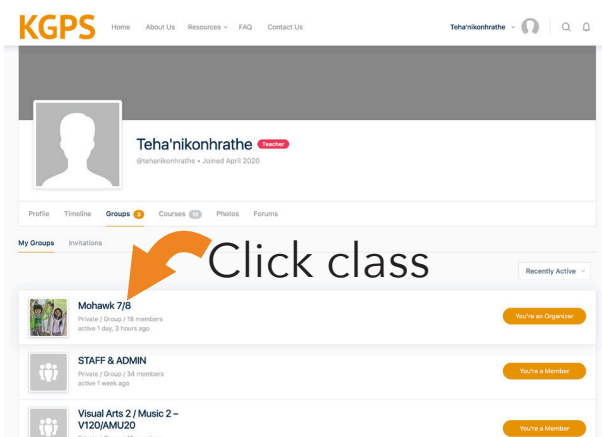 KGPS Home About Us Resources FAQ Contact Us Teha'nikonhrathe
Teha'nikonhrathe Teacher
@tehanikonhrathe • Joined April 2020
Profile Timeline Groups 3 Courses Photos Forums
My Groups Invitations
Click class
Recently Active
Mohawk 7/8
Private / Group / 18 members
active 1 day, 3 hours ago
You're an Organizer
STAFF & ADMIN
Private / Group / 34 members
active 1 week ago
You're a Member
Visual Arts 2 / Music 2 –
V120/AMU20
You're a Member